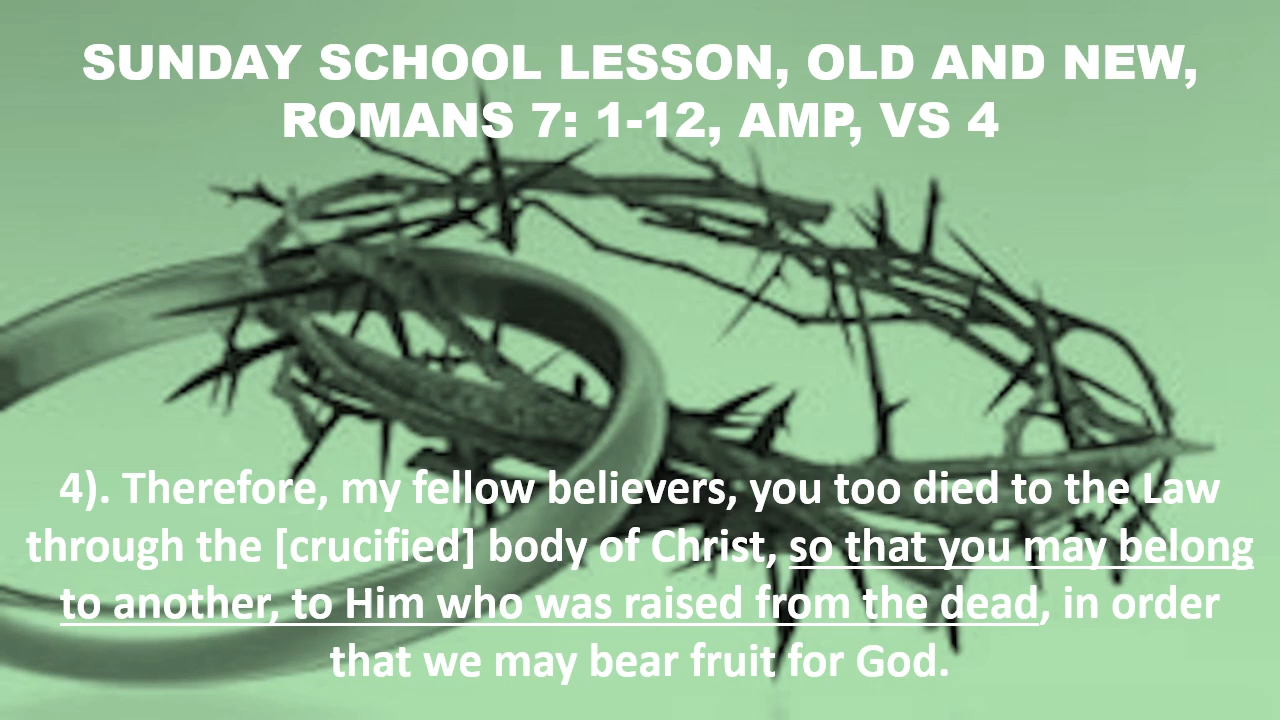 SUNDAY SCHOOL LESSON, OLD AND NEW,
ROMANS 7: 1-12, AMP, VS 4
4). Therefore, my fellow believers, you too died to the Law
through the [crucified] body of Christ, so that you may belong
to another, to Him who was raised from the dead, in order
that we may bear fruit for God.